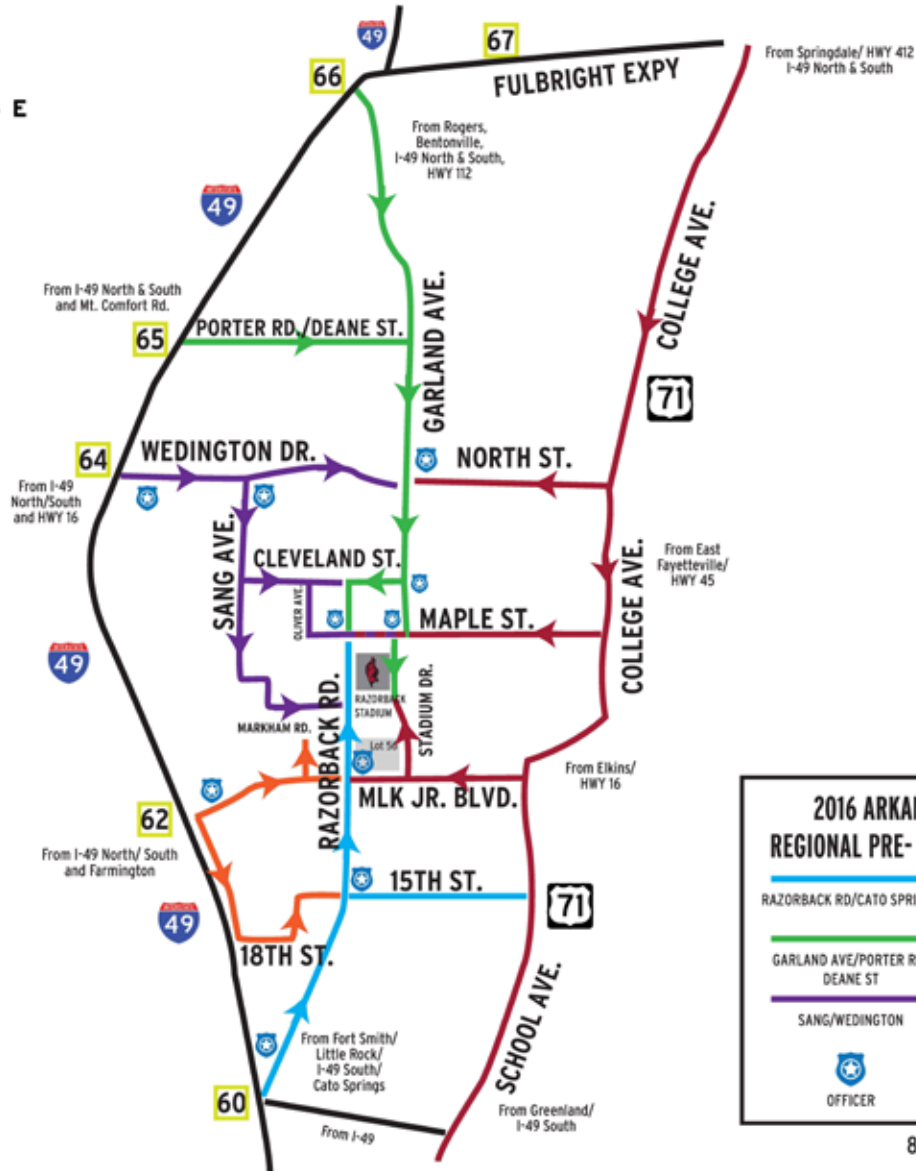 49
67
From Springdale/ HWY 412
I-49 North & South
66
FULBRIGHT EXPY
E
From Rogers,
Bentonville,
I-49 North & South,
HWY 112
INTERSTATE
49
COLLEGE AVE.
From I-49 North & South
and Mt. Comfort Rd.
PORTER RD./DEANE ST.
65
GARLAND AVE.
71
WEDINGTON DR.
NORTH ST.
64
From I-49
North/South
and HWY 16
SANG AVE.
CLEVELAND ST.
From East
Fayetteville/
HWY 45
COLLEGE AVE.
OLIVER AVE.
MAPLE ST.
INTERSTATE
49
RAZORBACK
STADIUM
STADIUM DR.
MARKHAM RD.
RAZORBACK RD.
Lot 56
From Elkins/
HWY 16
MLK JR. BLVD.
62
From I-49 North/ South
and Farmington
15TH ST.
71
INTERSTATE
49
18TH ST.
SCHOOL AVE.
From Fort Smith/
Little Rock/
I-49 South/
Cato Springs
60
From I-49
From Greenland/
I-49 South
2016 ARKA
REGIONAL PRE-
RAZORBACK RD/CATO SPRI
GARLAND AVE/PORTER R
DEANE ST
SANG/WEDINGTON
OFFICER
8